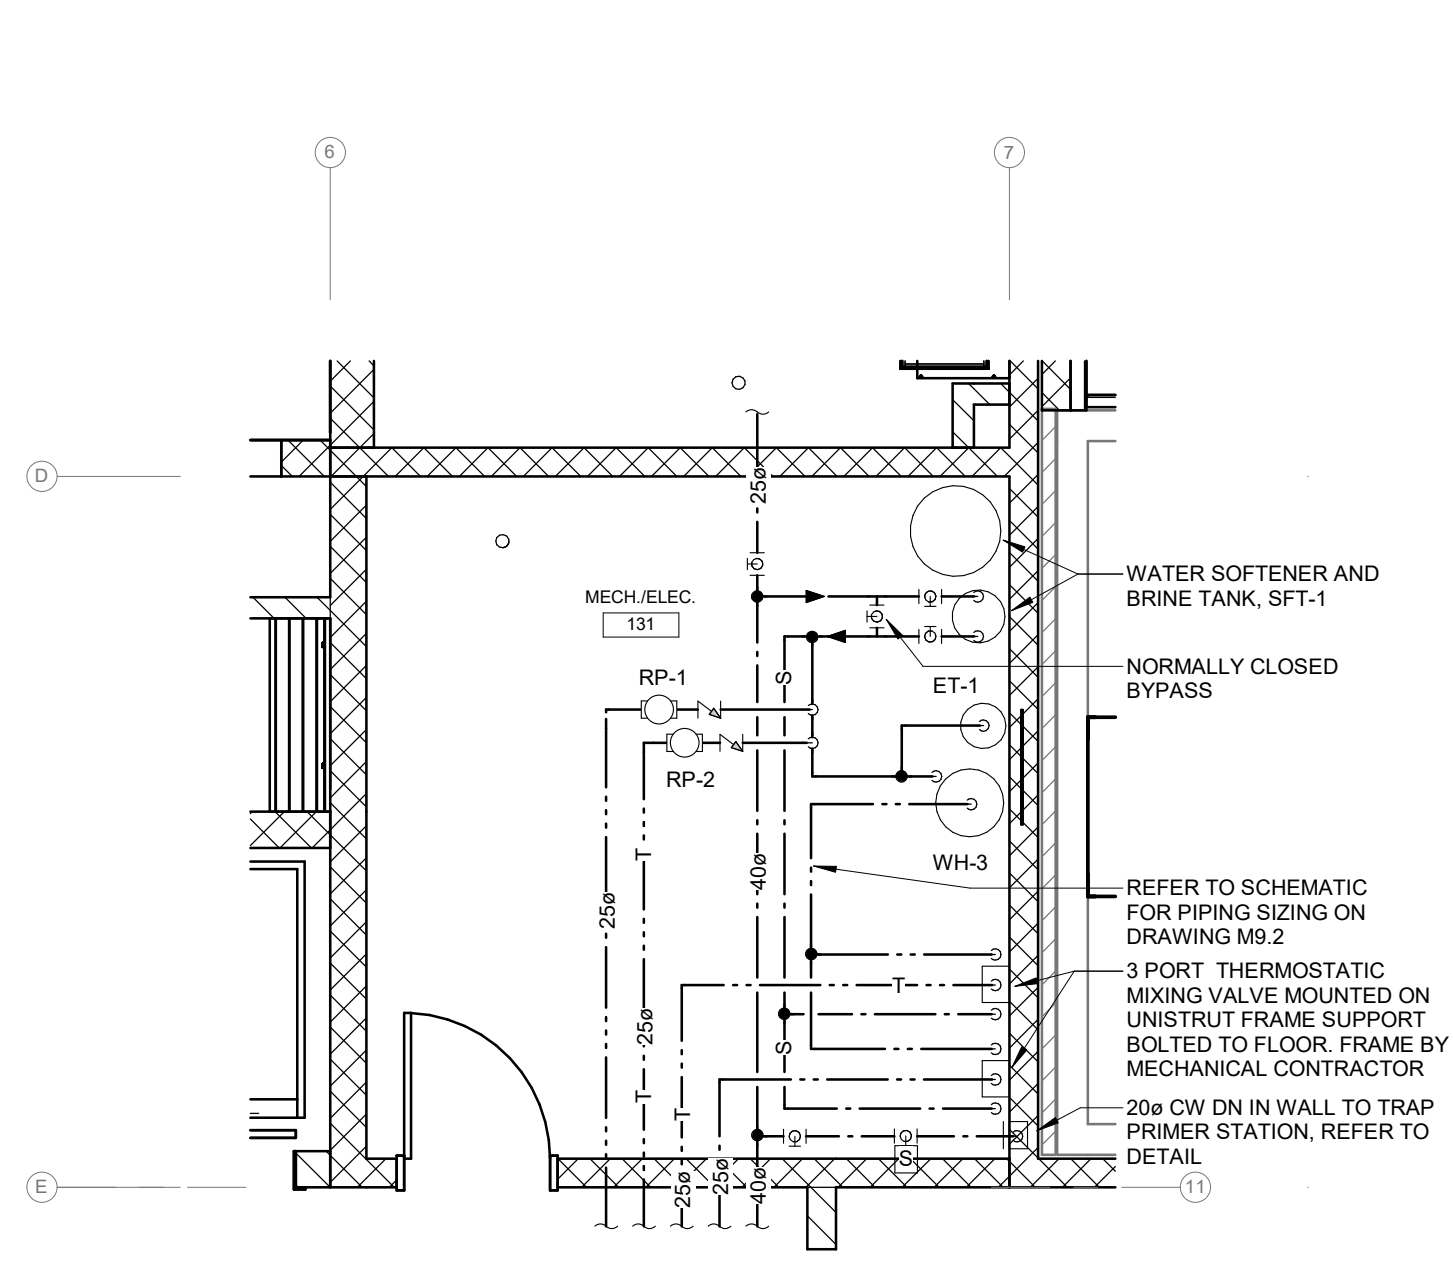 6
7
D
25ø
MECH./ELEC.
131
WATER SOFTENER AND
BRINE TANK, SFT-1
NORMALLY CLOSED
BYPASS
S
RP-1
ET-1
RP-2
T
40ø
WH-3
25ø
REFER TO SCHEMATIC
FOR PIPING SIZING ON
DRAWING M9.2
3 PORT THERMOSTATIC
MIXING VALVE MOUNTED ON
UNISTRUT FRAME SUPPORT
BOLTED TO FLOOR. FRAME BY
MECHANICAL CONTRACTOR
T
25ø
S
T
T
20ø CW DN IN WALL TO TRAP
PRIMER STATION, REFER TO
DETAIL
S
25ø
25ø
40ø
E
11